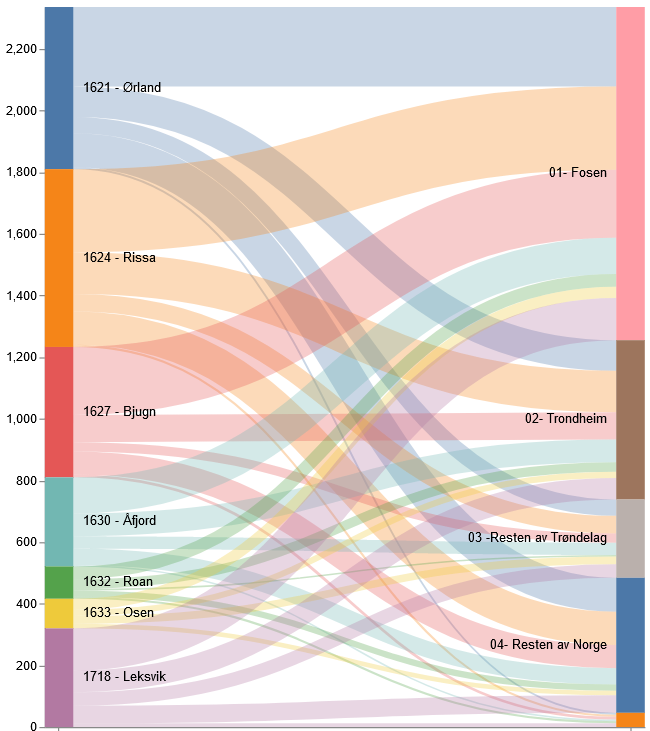 2,200
2,000
1,800
1,600
1,400
1,200
1,000
800
600
400
200
0
1621 - Ørland
1624 - Rissa
1627 - Bjugn
1630 - Åfjord
1632 - Roan
1633 - Osen
1718 - Leksvik
01- Fosen
02- Trondheim
03 -Resten av Trøndelag
04- Resten av Norge